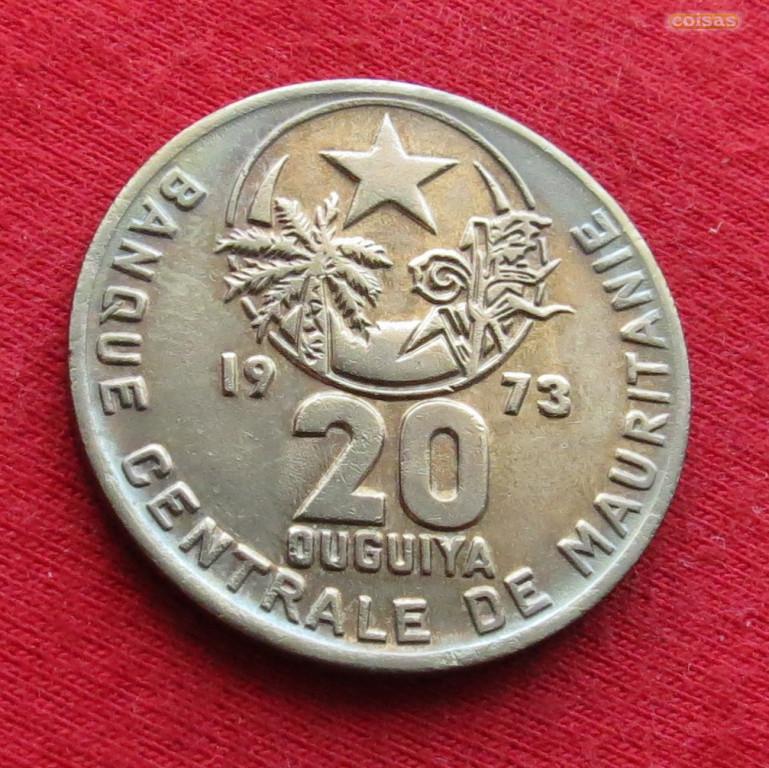 coisas
19 73
20
OUGUIYA
BANQUE CENTRALE DE MAURITANIE